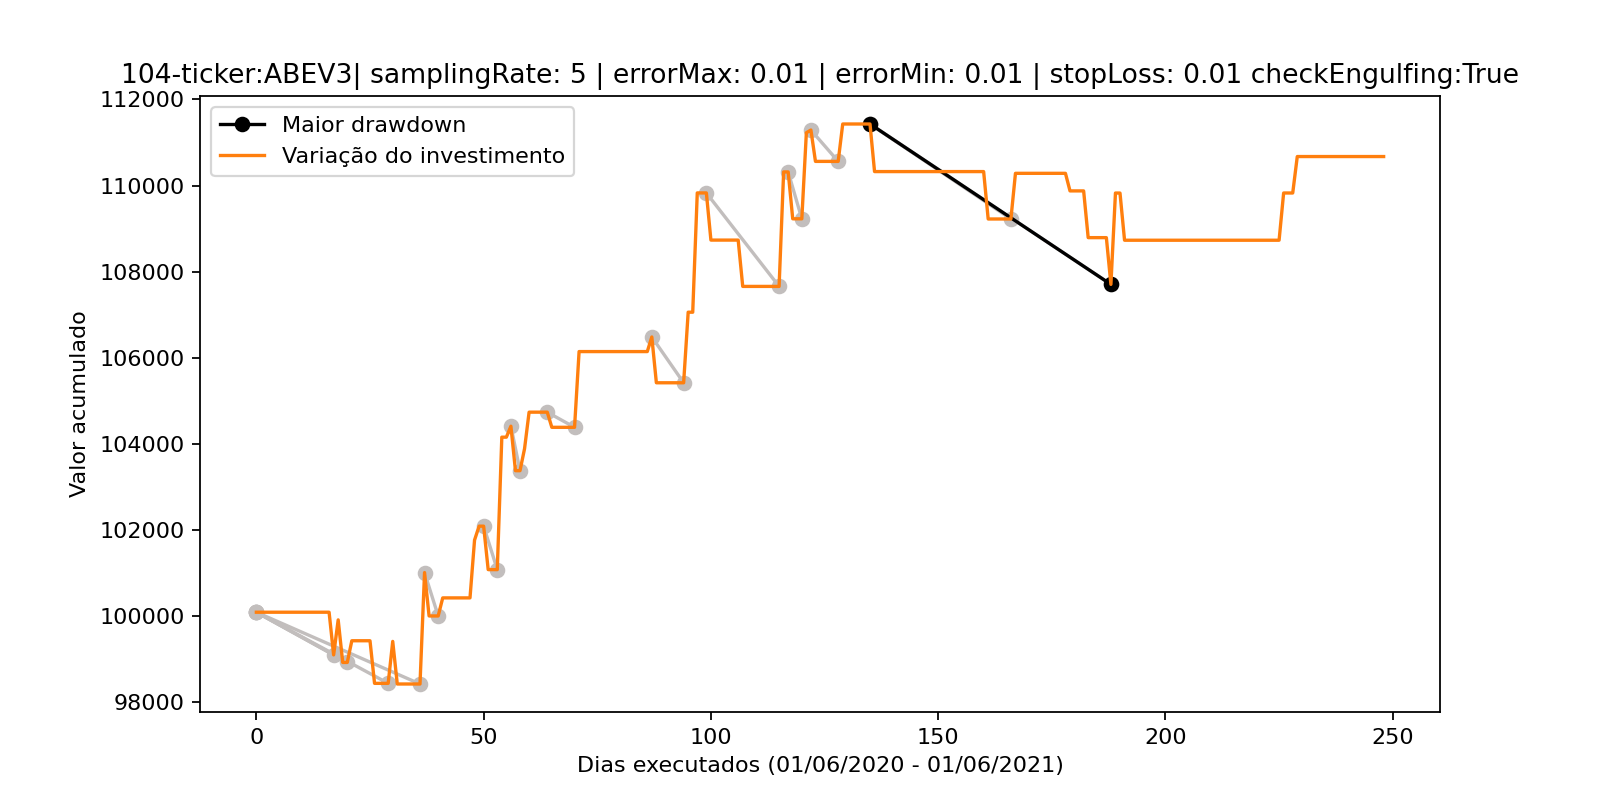 104-ticker:ABEV3| samplingRate: 5 | errorMax: 0.01 | errorMin: 0.01 | stopLoss: 0.01 checkEngulfing:True
Maior drawdown
Variação do investimento
112000
110000
108000
106000
104000
102000
100000
98000
Valor acumulado
0
50
100
150
200
250
Dias executados (01/06/2020 - 01/06/2021)